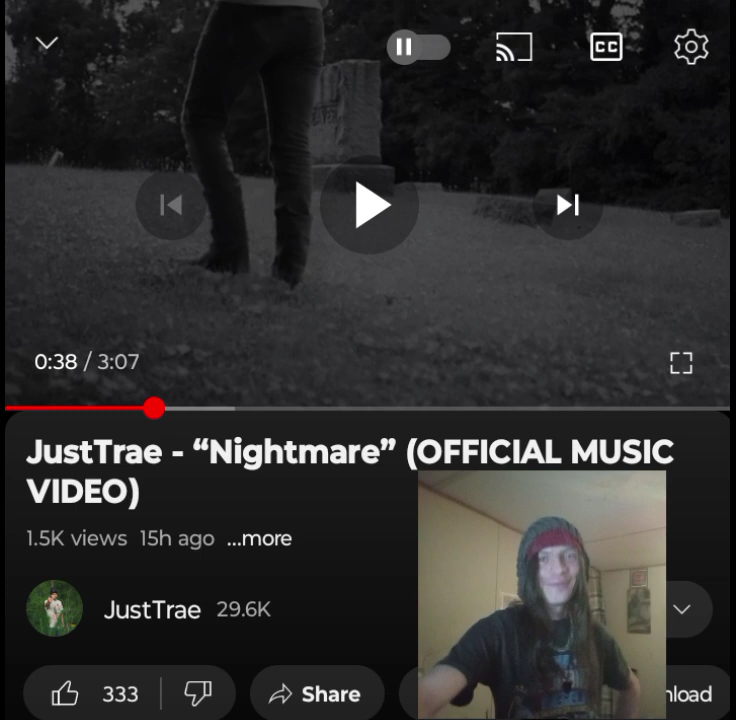 CC
0:38 / 3:07
JustTrae - “Nightmare” (OFFICIAL MUSIC
VIDEO)
1.5K views 15h ago ...more
JustTrae 29.6K
333
Share
nload